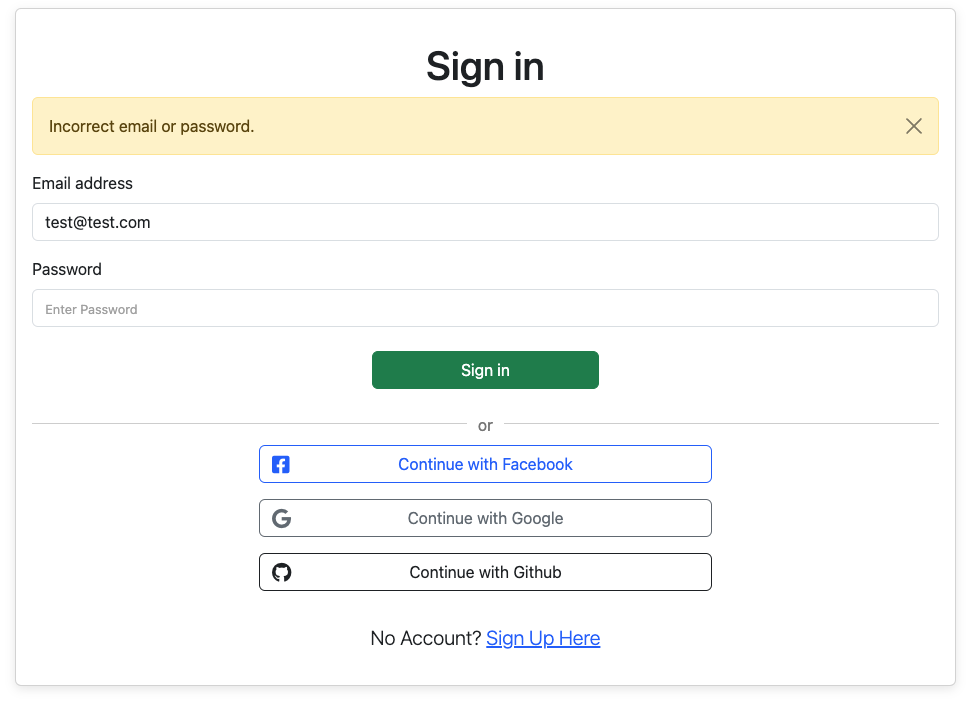 Sign in
Incorrect email or password.
Email address
test@test.com
Password
Enter Password
Sign in
or
Continue with Facebook
Continue with Google
Continue with Github
No Account? Sign Up Here